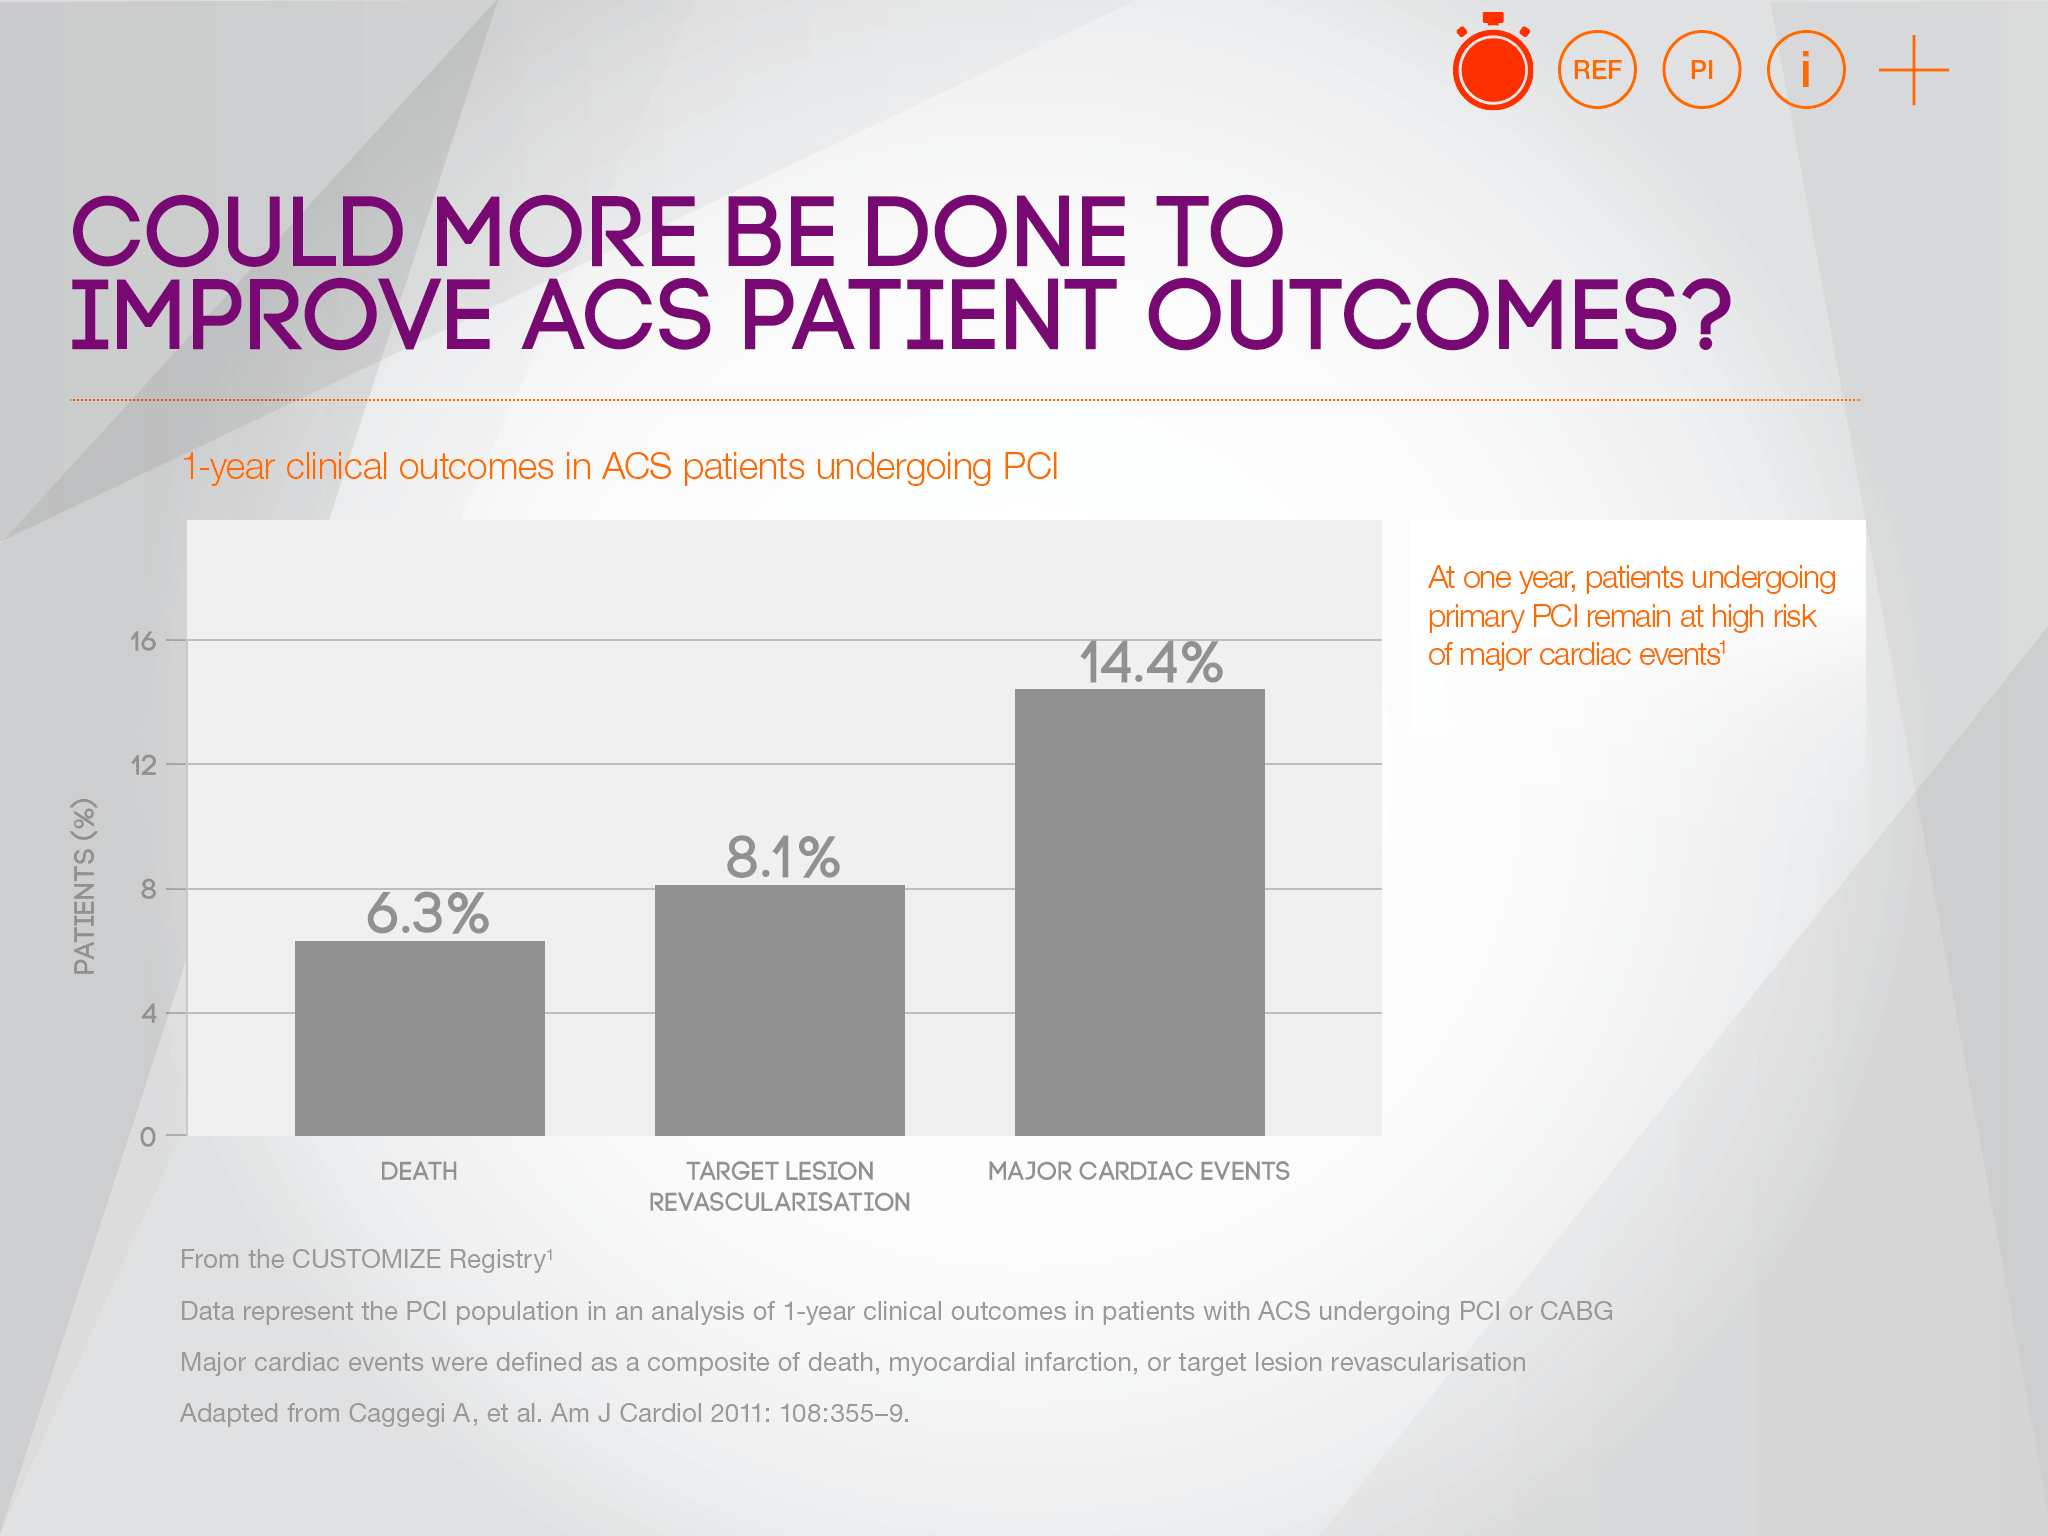 REF PI i
COULD MORE BE DONE TO
IMPROVE ACS PATIENT OUTCOMES?
1-year clinical outcomes in ACS patients undergoing PCI
At one year, patients undergoing
primary PCI remain at high risk
of major cardiac events¹
PATIENTS (%)
16
12
8
4
0
6.3%
8.1%
14.4%
DEATH
TARGET LESION
REVASCULARISATION
MAJOR CARDIAC EVENTS
From the CUSTOMIZE Registry¹
Data represent the PCI population in an analysis of 1-year clinical outcomes in patients with ACS undergoing PCI or CABG
Major cardiac events were defined as a composite of death, myocardial infarction, or target lesion revascularisation
Adapted from Caggegi A, et al. Am J Cardiol 2011: 108:355–9.